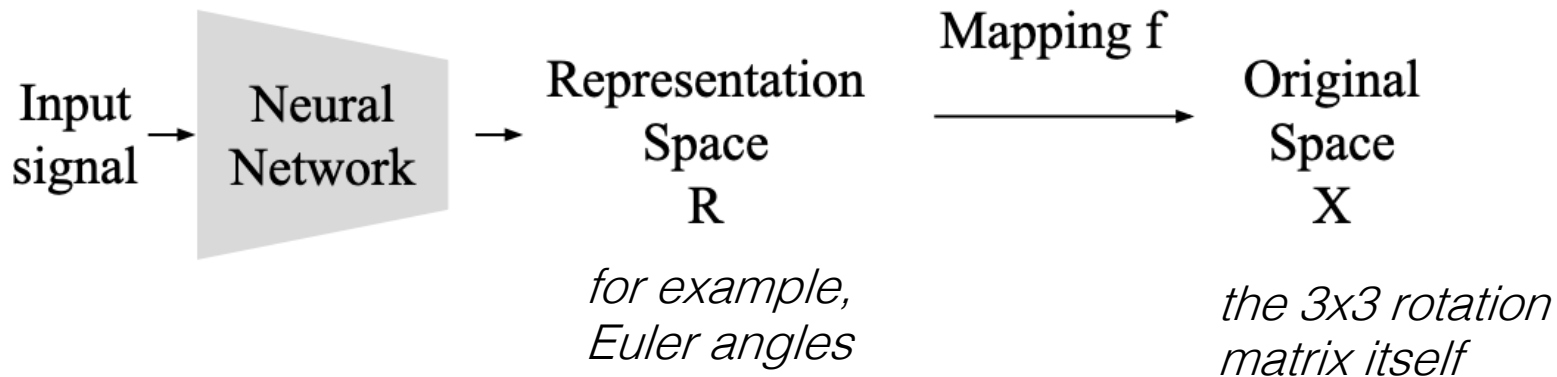 Input
signal
Neural
Network
Representation
Space
R
for example,
Euler angles
Mapping f
Original
Space
X
the 3x3 rotation
matrix itself